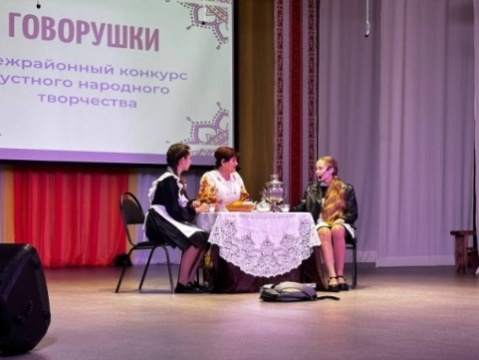 ГОВОРУШКИ
ежрайонный конкурс
устного народного
творчества